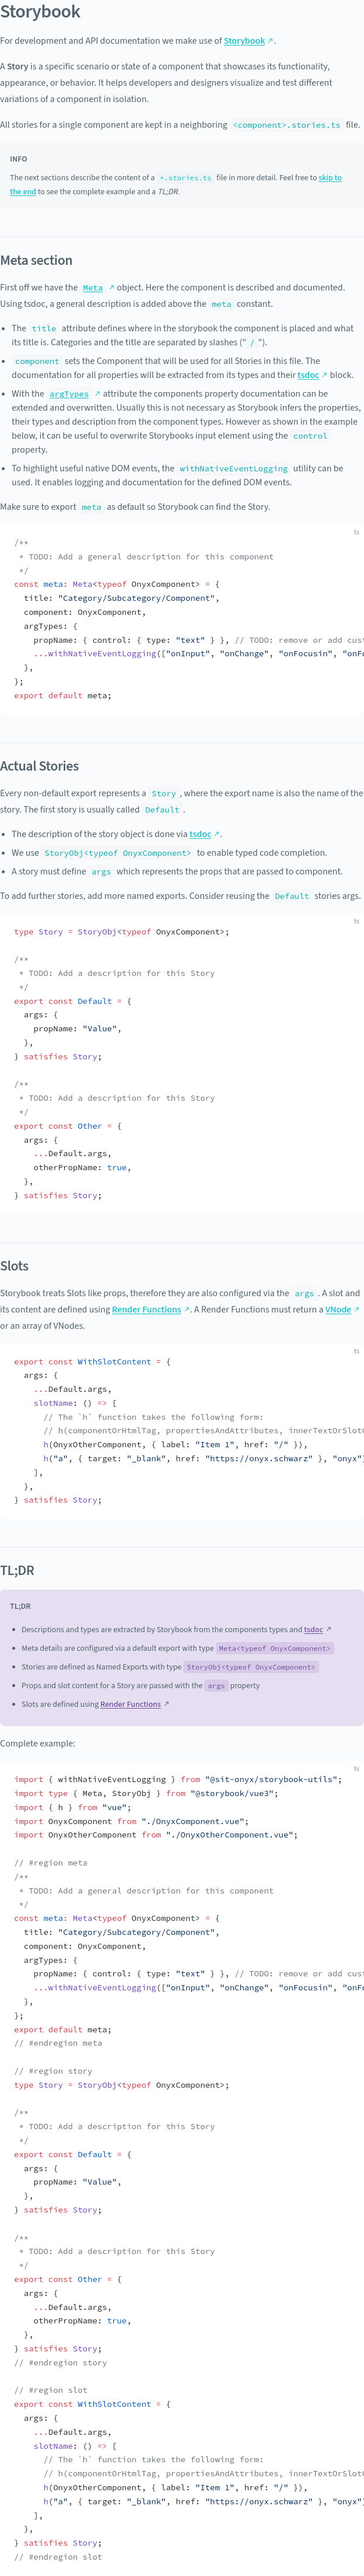 Storybook
For development and API documentation we make use of Storybook ↗.
A Story is a specific scenario or state of a component that showcases its functionality,
appearance, or behavior. It helps developers and designers visualize and test different
variations of a component in isolation.
All stories for a single component are kept in a neighboring <component>.stories.ts file.
INFO
The next sections describe the content of a *.stories.ts file in more detail. Feel free to skip to
the end to see the complete example and a TL;DR.
Meta section
First off we have the Meta ↗ object. Here the component is described and documented.
Using tsdoc, a general description is added above the meta constant.
• The title attribute defines where in the storybook the component is placed and what
its title is. Categories and the title are separated by slashes (" / ").
• component sets the Component that will be used for all Stories in this file. The
documentation for all properties will be extracted from its types and their tsdoc ↗ block.
• With the argTypes ↗ attribute the components property documentation can be
extended and overwritten. Usually this is not necessary as Storybook infers the properties,
their types and description from the component types. However as shown in the example
below, it can be useful to overwrite Storybooks input element using the control
property.
• To highlight useful native DOM events, the withNativeEventLogging utility can be
used. It enables logging and documentation for the defined DOM events.
Make sure to export meta as default so Storybook can find the Story.
ts
/**
 * TODO: Add a general description for this component
 */
const meta: Meta<typeof OnyxComponent> = {
  title: "Category/Subcategory/Component",
  component: OnyxComponent,
  argTypes: {
    propName: { control: { type: "text" } }, // TODO: remove or add cus
    ...withNativeEventLogging(["onInput", "onChange", "onFocusin", "onFo
  },
};
export default meta;
Actual Stories
Every non-default export represents a Story , where the export name is also the name of the
story. The first story is usually called Default .
• The description of the story object is done via tsdoc ↗.
• We use StoryObj<typeof OnyxComponent> to enable typed code completion.
• A story must define args which represents the props that are passed to component.
To add further stories, add more named exports. Consider reusing the Default stories args.
ts
type Story = StoryObj<typeof OnyxComponent>;
/**
 * TODO: Add a description for this Story
 */
export const Default = {
  args: {
    propName: "Value",
  },
} satisfies Story;
/**
 * TODO: Add a description for this Story
 */
export const Other = {
  args: {
    ...Default.args,
    otherPropName: true,
  },
} satisfies Story;
Slots
Storybook treats Slots like props, therefore they are also configured via the args . A slot and
its content are defined using Render Functions ↗. A Render Functions must return a VNode ↗
or an array of VNodes.
ts
export const WithSlotContent = {
  args: {
    ...Default.args,
    slotName: () => [
      // The `h` function takes the following form:
      // h(componentOrHtmlTag, propertiesAndAttributes, innerTextOrSlot
      h(OnyxOtherComponent, { label: "Item 1", href: "/" }),
      h("a", { target: "_blank", href: "https://onyx.schwarz" }, "onyx")
    ],
  },
} satisfies Story;
TL;DR
TL;DR
• Descriptions and types are extracted by Storybook from the components types and tsdoc ↗
• Meta details are configured via a default export with type Meta<typeof OnyxComponent>
• Stories are defined as Named Exports with type StoryObj<typeof OnyxComponent>
• Props and slot content for a Story are passed with the args property
• Slots are defined using Render Functions ↗
Complete example:
ts
import { withNativeEventLogging } from "@sit-onyx/storybook-utils";
import type { Meta, StoryObj } from "@storybook/vue3";
import { h } from "vue";
import OnyxComponent from "./OnyxComponent.vue";
import OnyxOtherComponent from "./OnyxOtherComponent.vue";
// #region meta
/**
 * TODO: Add a general description for this component
 */
const meta: Meta<typeof OnyxComponent> = {
  title: "Category/Subcategory/Component",
  component: OnyxComponent,
  argTypes: {
    propName: { control: { type: "text" } }, // TODO: remove or add cus
    ...withNativeEventLogging(["onInput", "onChange", "onFocusin", "onFo
  },
};
export default meta;
// #endregion meta
// #region story
type Story = StoryObj<typeof OnyxComponent>;
/**
 * TODO: Add a description for this Story
 */
export const Default = {
  args: {
    propName: "Value",
  },
} satisfies Story;
/**
 * TODO: Add a description for this Story
 */
export const Other = {
  args: {
    ...Default.args,
    otherPropName: true,
  },
} satisfies Story;
// #endregion story
// #region slot
export const WithSlotContent = {
  args: {
    ...Default.args,
    slotName: () => [
      // The `h` function takes the following form:
      // h(componentOrHtmlTag, propertiesAndAttributes, innerTextOrSlot
      h(OnyxOtherComponent, { label: "Item 1", href: "/" }),
      h("a", { target: "_blank", href: "https://onyx.schwarz" }, "onyx")
    ],
  },
} satisfies Story;
// #endregion slot